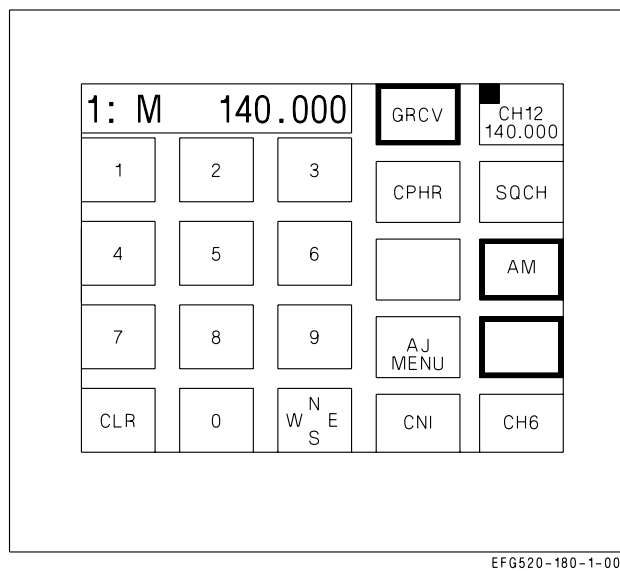 1: M 140.000
GRCV
CH12
140.000
1
2
3
CPHR
SQCH
4
5
6
AM
7
8
9
AJ
MENU
CLR
0
N
W E
S
CNI
CH6
EFG520-180-1-00